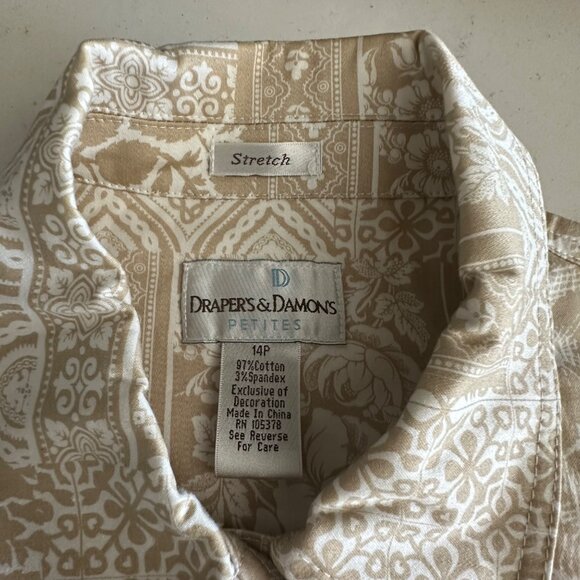 Stretch
D
DRAPER'S & DAMONS
PETITES
14P
97%Cotton
3%Spandex
Exclusive of
Decoration
Made In China
RN 105378
See Reverse
For Care